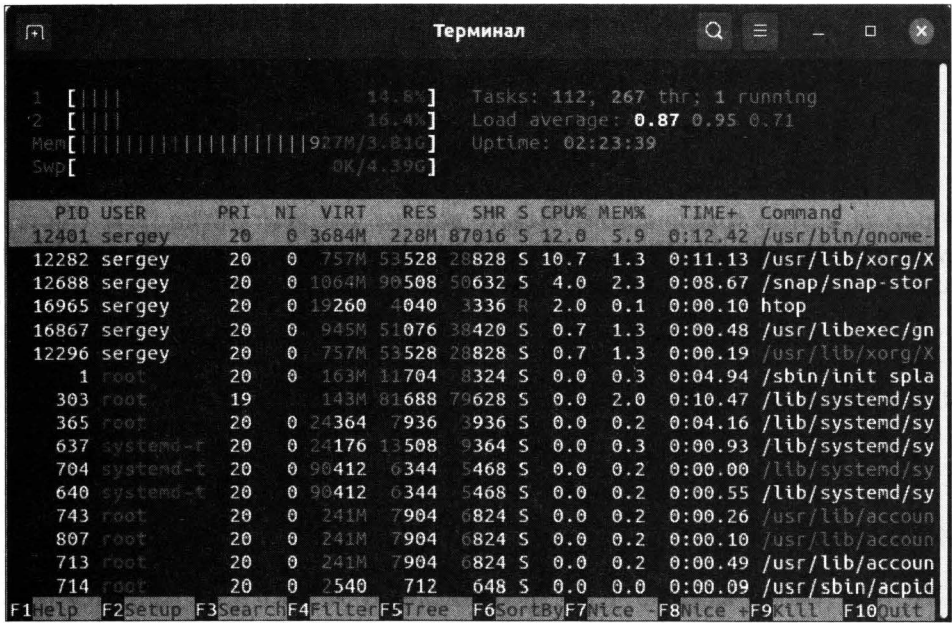 Терминал
1 [|||| 14.8%] Tasks: 112, 267 thr; 1 running
2 [|||| 16.4%] Load average: 0.87 0.95 0.71
Mem[||||||||||||||||||||927M/3.81G] Uptime: 02:23:39
Swp[ 0K/4.39G]
PID USER PRI NI VIRT RES SHR S CPU% MEM% TIME+ Command
12401 sergey 20 0 3684M 228M 87016 S 12.0 5.9 0:12.42 /usr/bin/gnome-
12282 sergey 20 0 757M 53528 28828 S 10.7 1.3 0:11.13 /usr/lib/xorg/X
12688 sergey 20 0 1064M 90508 50632 S 4.0 2.3 0:08.67 /snap/snap-stor
16965 sergey 20 0 19260 4040 3336 R 2.0 0.1 0:00.10 htop
16867 sergey 20 0 945M 51076 38420 S 0.7 1.3 0:00.48 /usr/libexec/gn
12296 sergey 20 0 757M 53528 28828 S 0.7 1.3 0:00.19 /usr/lib/xorg/X
1 root 20 0 163M 11704 8324 S 0.0 0.3 0:04.94 /sbin/init spla
303 root 19 143M 81688 79628 S 0.0 2.0 0:10.47 /lib/systemd/sy
365 root 20 0 24364 7936 3936 S 0.0 0.2 0:04.16 /lib/systemd/sy
637 systemd-r 20 0 24176 13508 9364 S 0.0 0.3 0:00.93 /lib/systemd/sy
704 systemd-t 20 0 90412 6344 5468 S 0.0 0.2 0:00.00 /lib/systemd/sy
640 systemd-t 20 0 90412 6344 5468 S 0.0 0.2 0:00.55 /lib/systemd/sy
743 root 20 0 241M 7904 6824 S 0.0 0.2 0:00.26 /usr/lib/accoun
807 root 20 0 241M 7904 6824 S 0.0 0.2 0:00.10 /usr/lib/accoun
713 root 20 0 241M 7904 6824 S 0.0 0.2 0:00.49 /usr/lib/accoun
714 root 20 0 2540 712 648 S 0.0 0.0 0:00.09 /usr/sbin/acpid
F1Help F2Setup F3SearchF4FilterF5Tree F6SortByF7Nice -F8Nice +F9Kill F10Quit